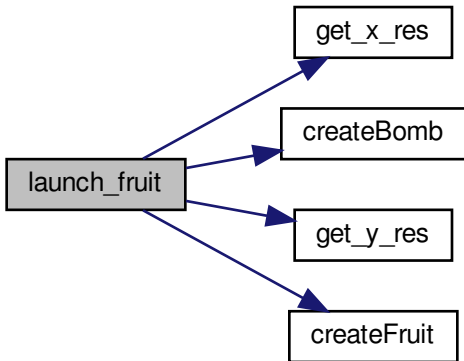 get_x_res
createBomb
launch_fruit
get_y_res
createFruit